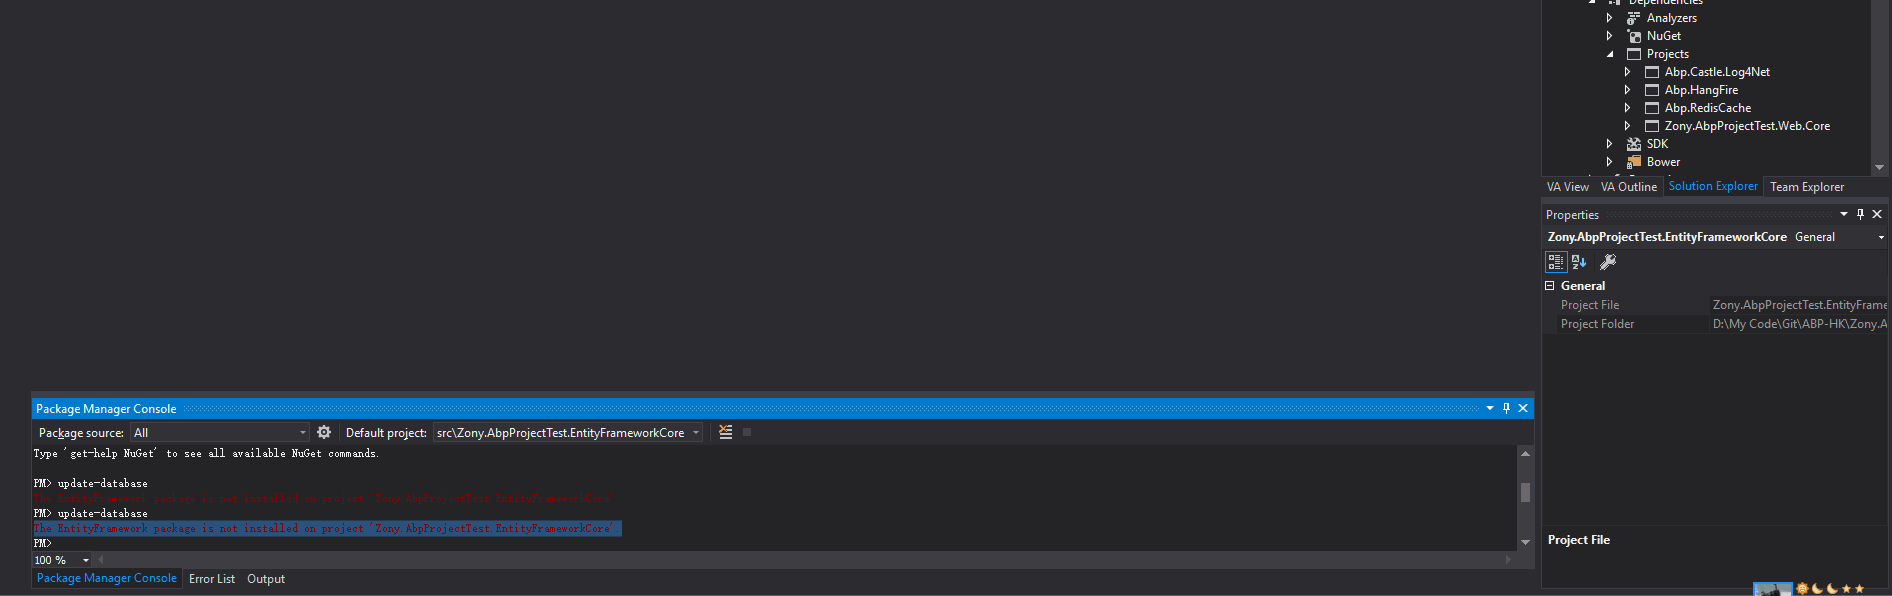 Dependencies
Analyzers
NuGet
Projects
Abp.Castle.Log4Net
Abp.HangFire
Abp.RedisCache
Zony.AbpProjectTest.Web.Core
SDK
Bower
VA View VA Outline Solution Explorer Team Explorer
Properties
Zony.AbpProjectTest.EntityFrameworkCore General
General
Project File Zony.AbpProjectTest.EntityFrame
Project Folder D:\My Code\Git\ABP-HK\Zony.A
Project File
Package Manager Console
Package source: All Default project: src\Zony.AbpProjectTest.EntityFrameworkCore
Type 'get-help NuGet' to see all available NuGet commands.
PM> update-database
The EntityFramework package is not installed on project 'Zony.AbpProjectTest.EntityFrameworkCore'
PM> update-database
The EntityFramework package is not installed on project 'Zony.AbpProjectTest.EntityFrameworkCore'
PM>
100 %
Package Manager Console Error List Output